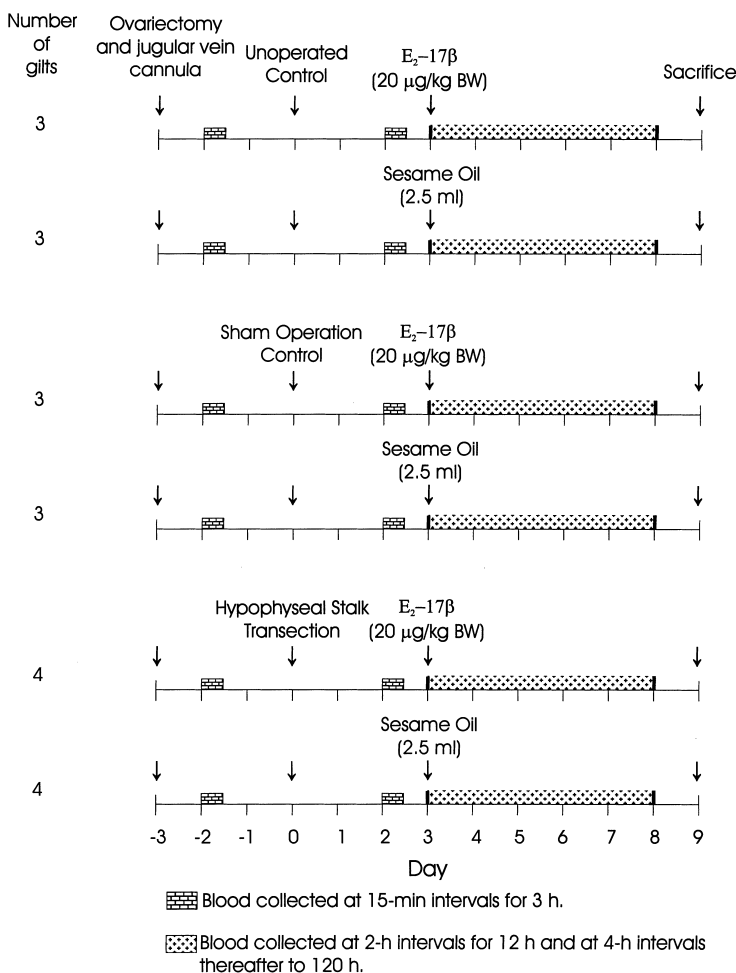 Number
of
gilts
Ovariectomy
and jugular vein
cannula
Unoperated
Control
E₂–17β
(20 µg/kg BW)
Sacrifice
3
Sesame Oil
(2.5 ml)
3
Sham Operation
Control
E₂–17β
(20 µg/kg BW)
3
Sesame Oil
(2.5 ml)
3
Hypophyseal Stalk
Transection
E₂–17β
(20 µg/kg BW)
4
Sesame Oil
(2.5 ml)
4
-3 -2 -1 0 1 2 3 4 5 6 7 8 9
Day
Blood collected at 15-min intervals for 3 h.
Blood collected at 2-h intervals for 12 h and at 4-h intervals
thereafter to 120 h.